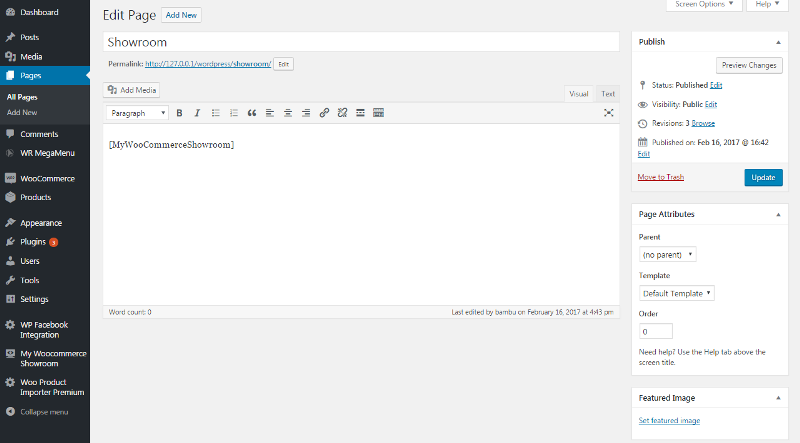 Dashboard
Posts
Media
Pages
All Pages
Add New
Comments
WR MegaMenu
WooCommerce
Products
Appearance
Plugins 3
Users
Tools
Settings
WP Facebook
Integration
My Woocommerce
Showroom
Woo Product
Importer Premium
Collapse menu
Screen Options ▼ Help ▼
Edit Page Add New
Showroom
Permalink: http://127.0.0.1/wordpress/showroom/ Edit
Add Media
Visual Text
Paragraph
[MyWooCommerceShowroom]
Word count: 0 Last edited by bambu on February 16, 2017 at 4:43 pm
Publish
Preview Changes
Status: Published Edit
Visibility: Public Edit
Revisions: 3 Browse
Published on: Feb 16, 2017 @ 16:42
Edit
Move to Trash Update
Page Attributes
Parent
(no parent)
Template
Default Template
Order
0
Need help? Use the Help tab above the
screen title.
Featured Image
Set featured image